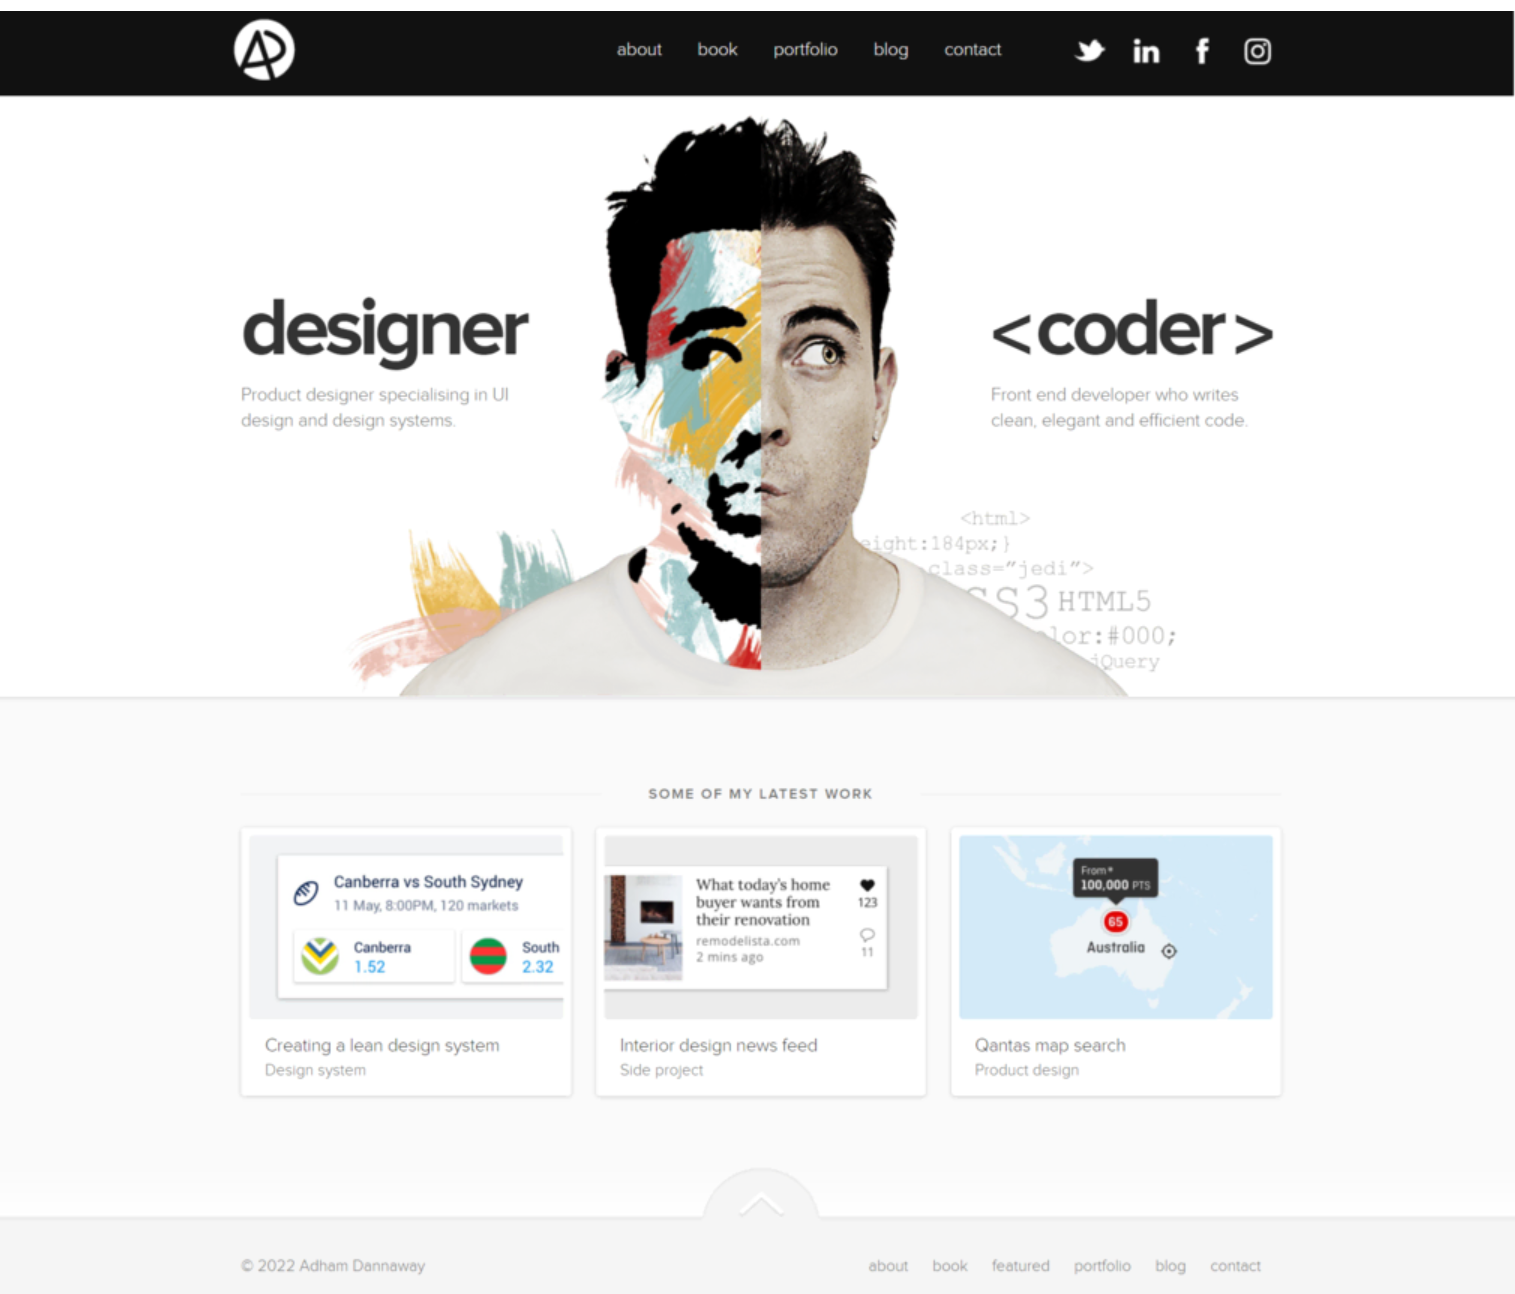 about book portfolio blog contact
designer
Product designer specialising in UI
design and design systems.
<coder>
Front end developer who writes
clean, elegant and efficient code.
<html>
eight:184px;}
class="jedi">
SS3 HTML5
olor:#000;
jQuery
SOME OF MY LATEST WORK
Canberra vs South Sydney
11 May, 8:00PM, 120 markets
Canberra
1.52
South
2.32
Creating a lean design system
Design system
What today's home
buyer wants from
their renovation
remodelista.com
2 mins ago
123
11
Interior design news feed
Side project
From*
100,000 PTS
65
Australia
Qantas map search
Product design
© 2022 Adham Dannaway
about book featured portfolio blog contact